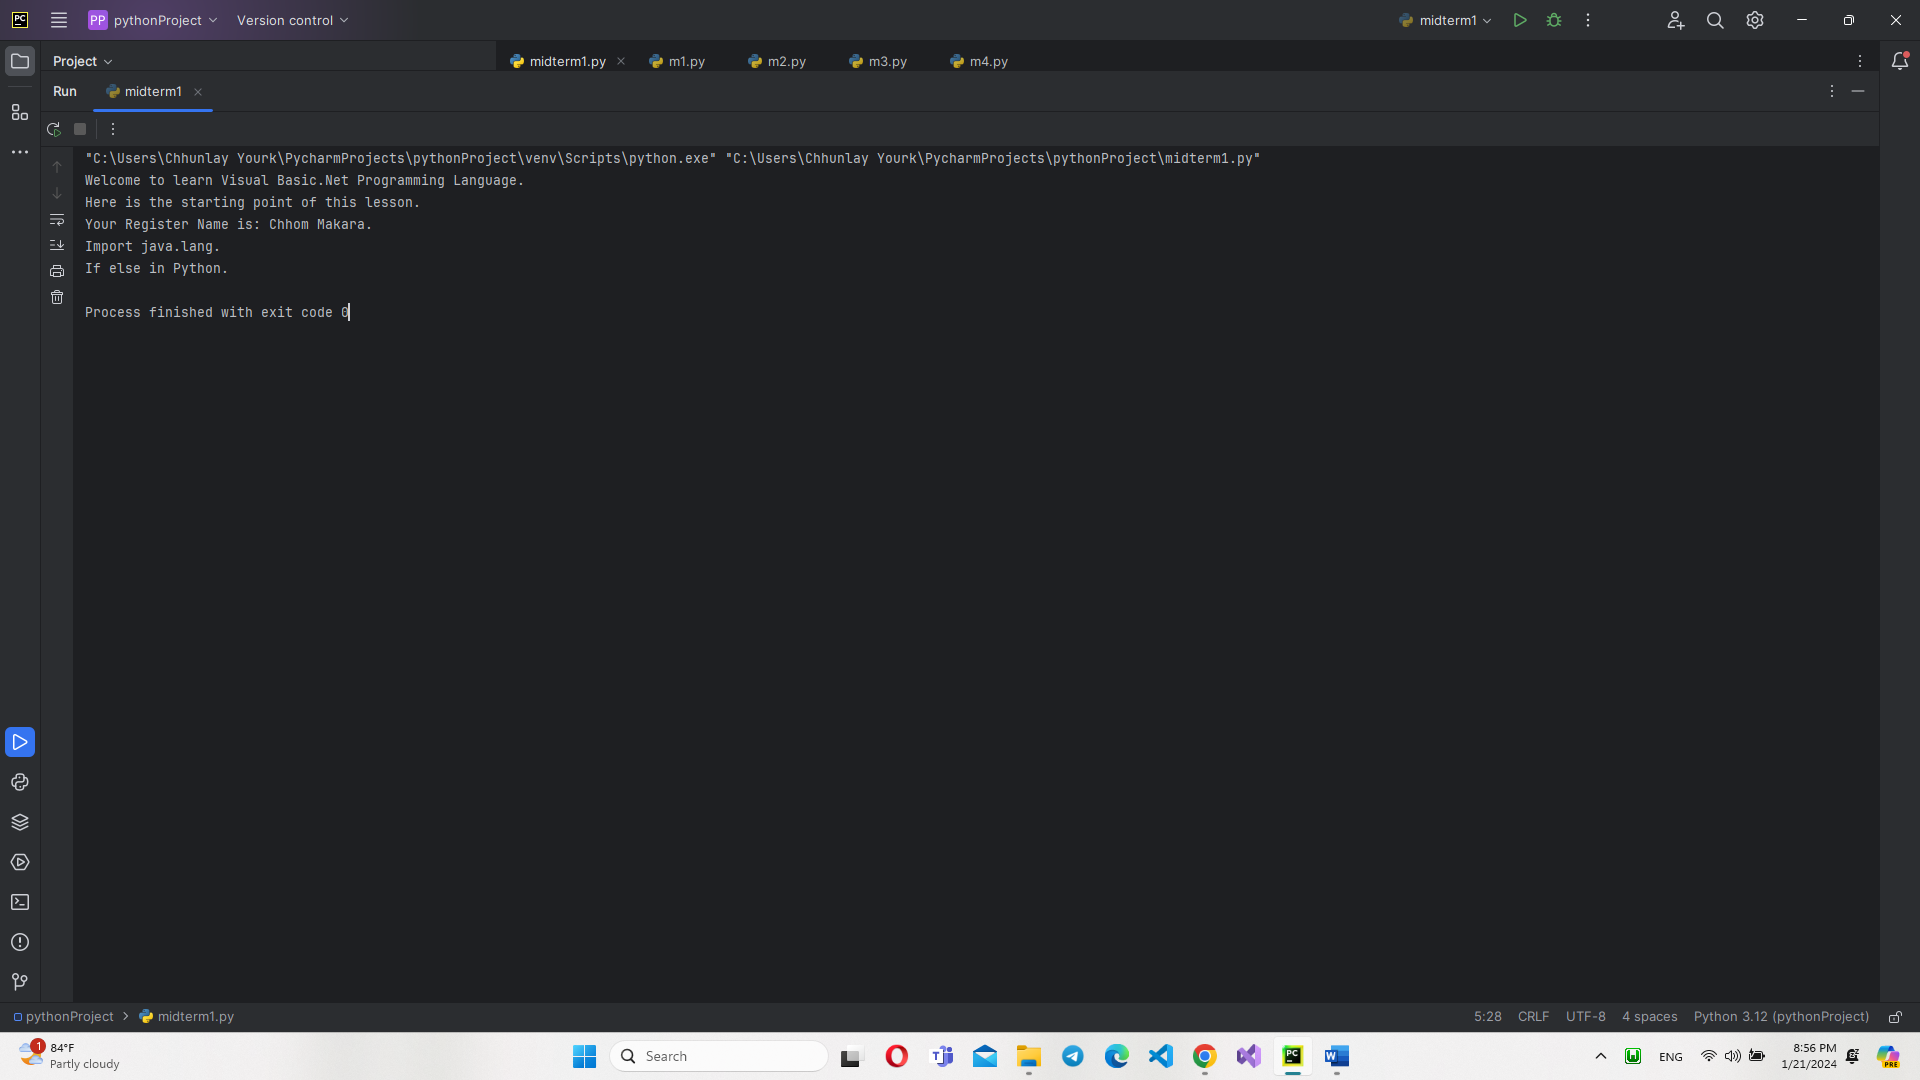 PC PP pythonProject Version control midterm1
Project midterm1.py m1.py m2.py m3.py m4.py
Run midterm1
"C:\Users\Chhunlay Yourk\PycharmProjects\pythonProject\venv\Scripts\python.exe" "C:\Users\Chhunlay Yourk\PycharmProjects\pythonProject\midterm1.py"
Welcome to learn Visual Basic.Net Programming Language.
Here is the starting point of this lesson.
Your Register Name is: Chhom Makara.
Import java.lang.
If else in Python.
Process finished with exit code 0
pythonProject midterm1.py 5:28 CRLF UTF-8 4 spaces Python 3.12 (pythonProject)
1 84°F
Partly cloudy
Search
PC
W
ENG
8:56 PM
1/21/2024
PRE